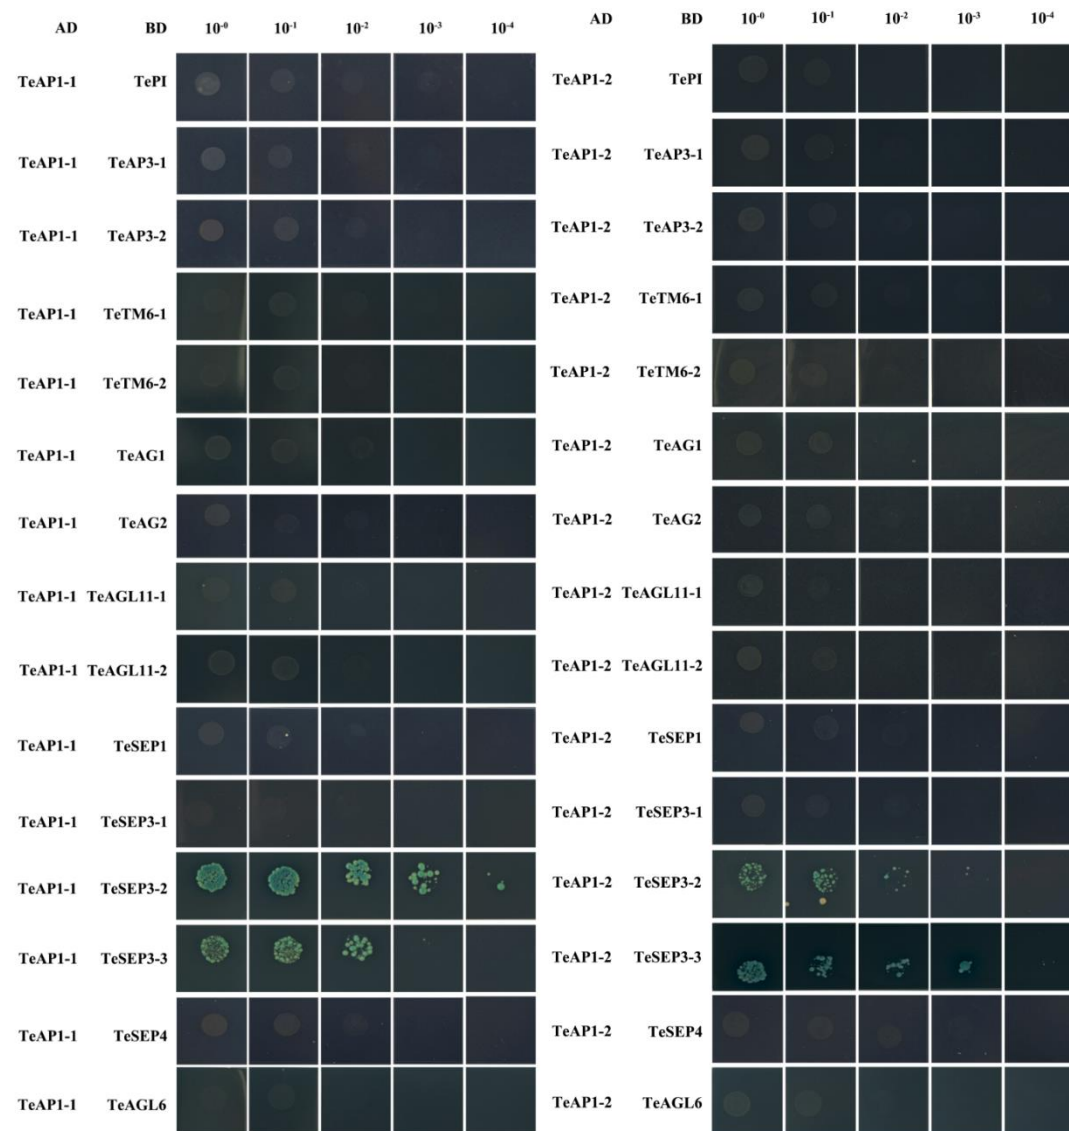 AD BD 10⁻⁰ 10⁻¹ 10⁻² 10⁻³ 10⁻⁴
TeAP1-1 TePI
TeAP1-1 TeAP3-1
TeAP1-1 TeAP3-2
TeAP1-1 TeTM6-1
TeAP1-1 TeTM6-2
TeAP1-1 TeAG1
TeAP1-1 TeAG2
TeAP1-1 TeAGL11-1
TeAP1-1 TeAGL11-2
TeAP1-1 TeSEP1
TeAP1-1 TeSEP3-1
TeAP1-1 TeSEP3-2
TeAP1-1 TeSEP3-3
TeAP1-1 TeSEP4
TeAP1-1 TeAGL6
AD BD 10⁻⁰ 10⁻¹ 10⁻² 10⁻³ 10⁻⁴
TeAP1-2 TePI
TeAP1-2 TeAP3-1
TeAP1-2 TeAP3-2
TeAP1-2 TeTM6-1
TeAP1-2 TeTM6-2
TeAP1-2 TeAG1
TeAP1-2 TeAG2
TeAP1-2 TeAGL11-1
TeAP1-2 TeAGL11-2
TeAP1-2 TeSEP1
TeAP1-2 TeSEP3-1
TeAP1-2 TeSEP3-2
TeAP1-2 TeSEP3-3
TeAP1-2 TeSEP4
TeAP1-2 TeAGL6